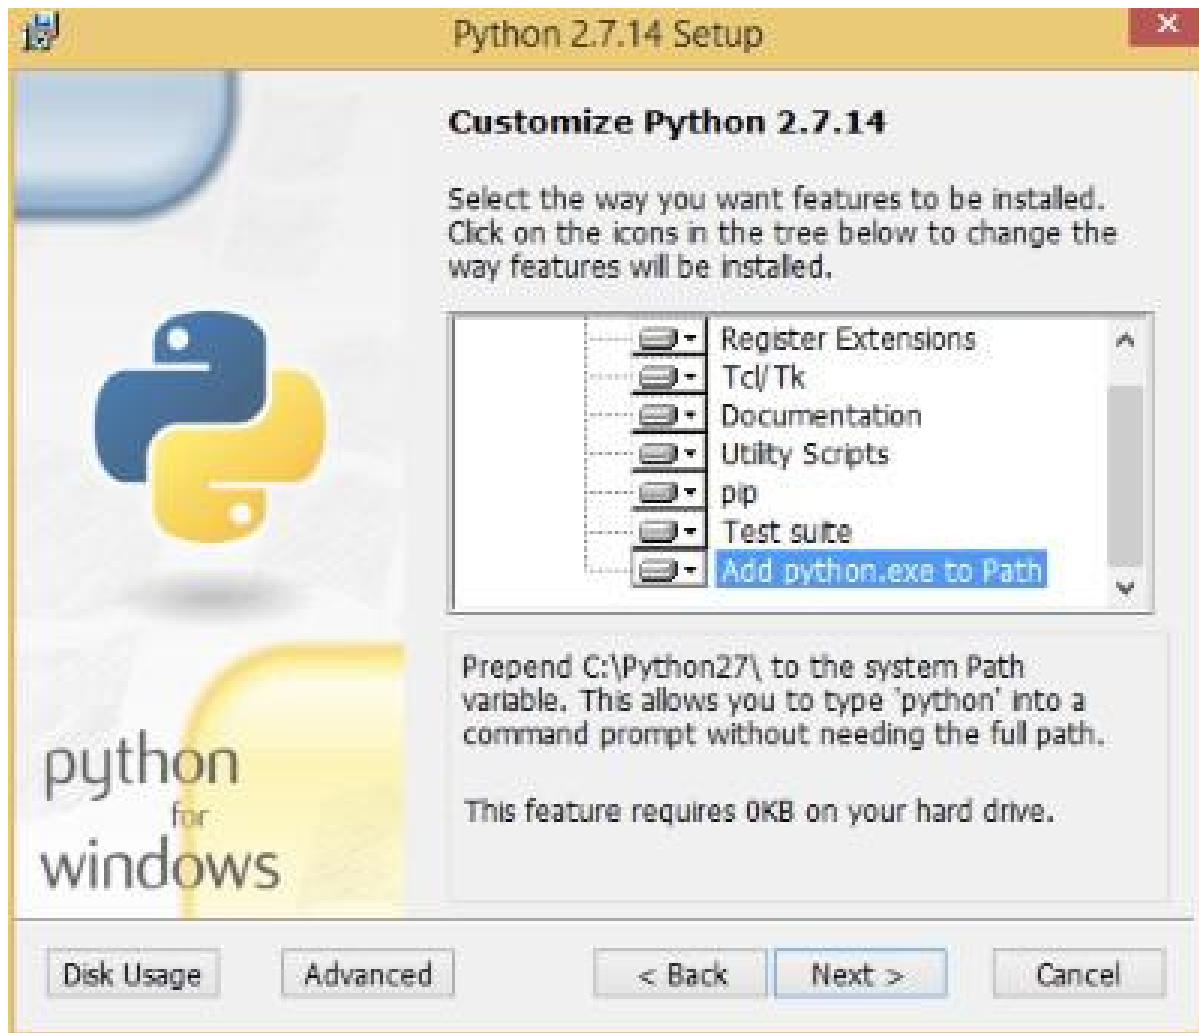 Python 2.7.14 Setup
Customize Python 2.7.14
Select the way you want features to be installed.
Click on the icons in the tree below to change the
way features will be installed.
Register Extensions
Tcl/Tk
Documentation
Utility Scripts
pip
Test suite
Add python.exe to Path
Prepend C:\Python27\ to the system Path
variable. This allows you to type 'python' into a
command prompt without needing the full path.
This feature requires 0KB on your hard drive.
python
for
windows
Disk Usage
Advanced
< Back
Next >
Cancel